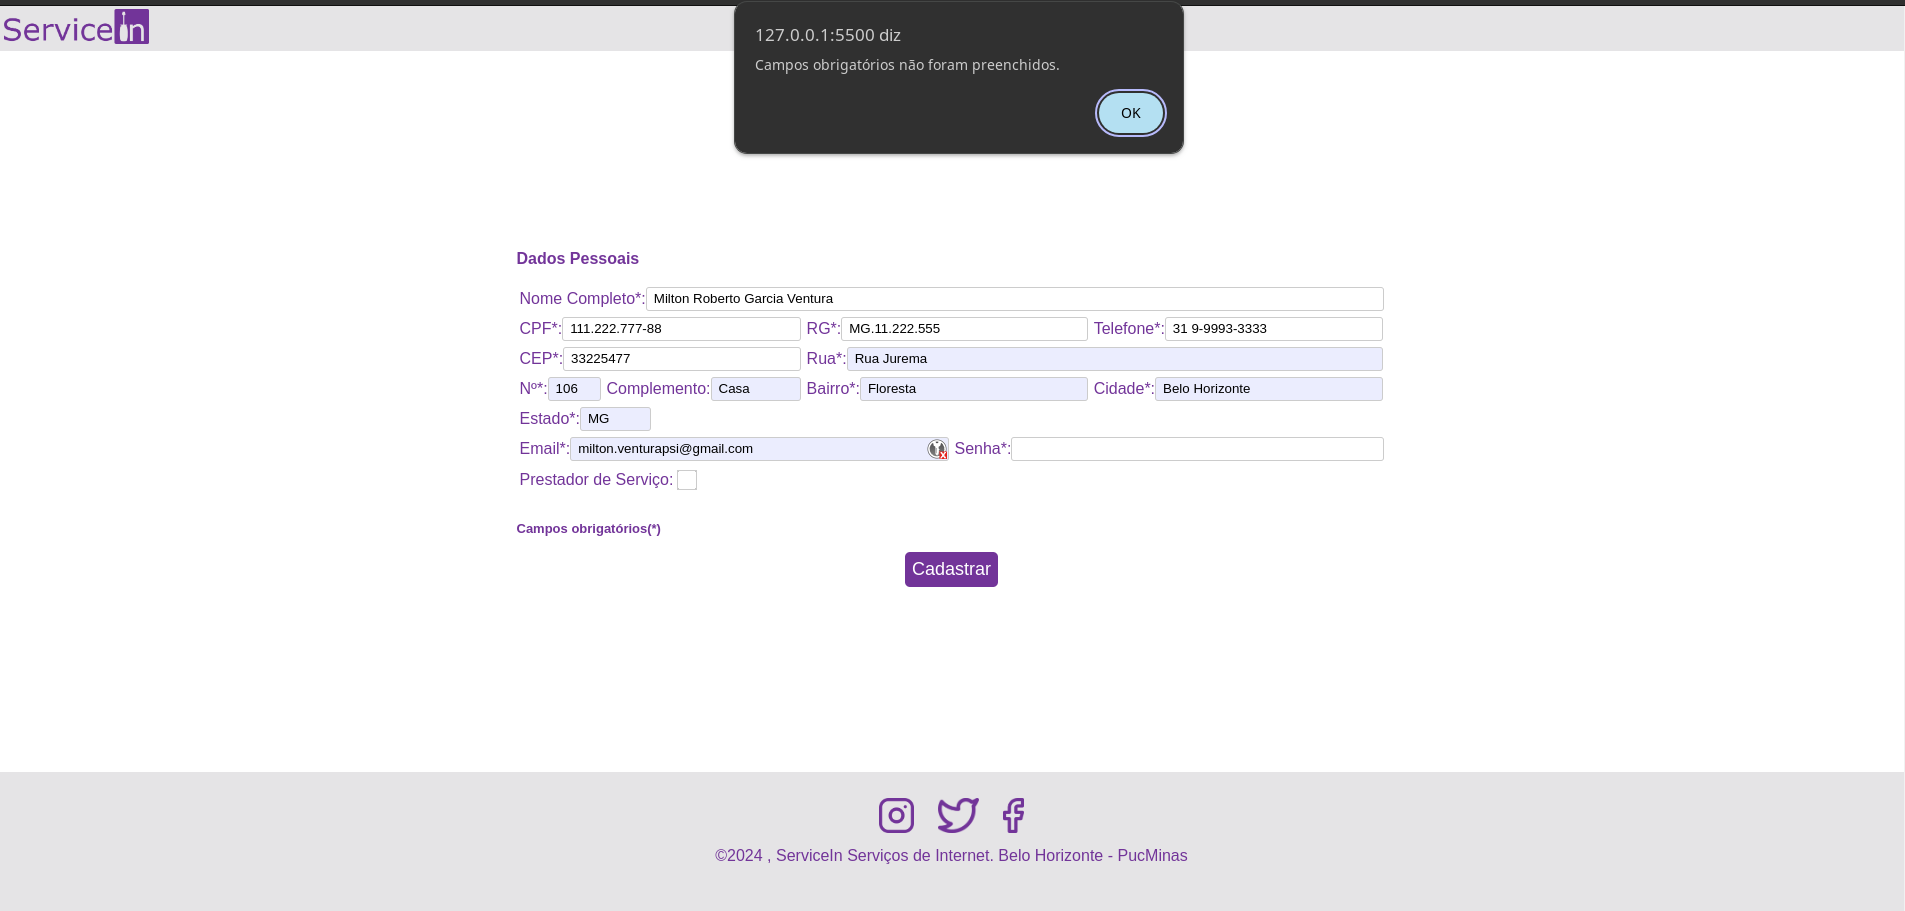 ServiceIn
127.0.0.1:5500 diz
Campos obrigatórios não foram preenchidos.
OK
Dados Pessoais
Nome Completo*: Milton Roberto Garcia Ventura
CPF*: 111.222.777-88 RG*: MG.11.222.555 Telefone*: 31 9-9993-3333
CEP*: 33225477 Rua*: Rua Jurema
Nº*: 106 Complemento: Casa Bairro*: Floresta Cidade*: Belo Horizonte
Estado*: MG
Email*: milton.venturapsi@gmail.com Senha*:
Prestador de Serviço:
Campos obrigatórios(*)
Cadastrar
©2024 , ServiceIn Serviços de Internet. Belo Horizonte - PucMinas